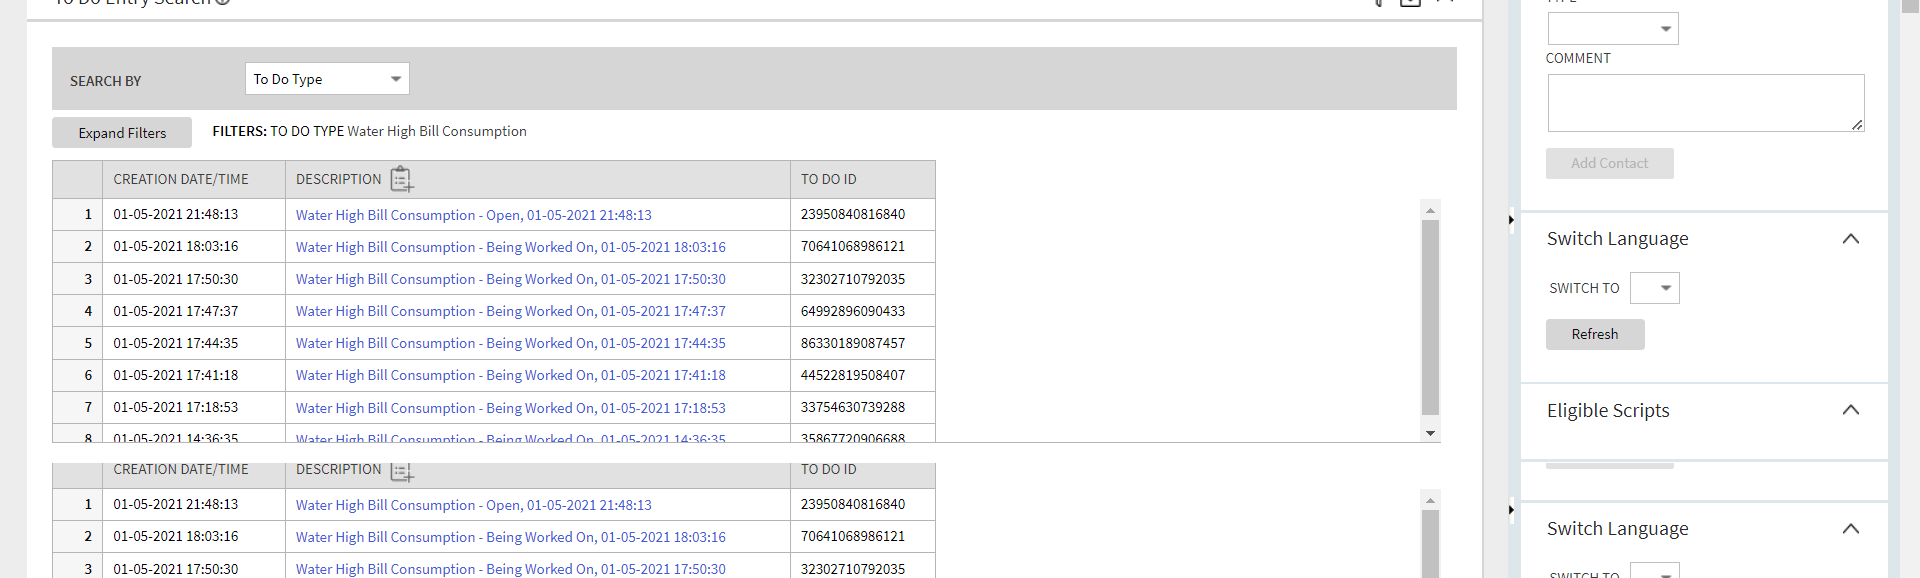 To Do Entry Search
SEARCH BY To Do Type
Expand Filters FILTERS: TO DO TYPE Water High Bill Consumption
CREATION DATE/TIME DESCRIPTION TO DO ID
1 01-05-2021 21:48:13 Water High Bill Consumption - Open, 01-05-2021 21:48:13 23950840816840
2 01-05-2021 18:03:16 Water High Bill Consumption - Being Worked On, 01-05-2021 18:03:16 70641068986121
3 01-05-2021 17:50:30 Water High Bill Consumption - Being Worked On, 01-05-2021 17:50:30 32302710792035
4 01-05-2021 17:47:37 Water High Bill Consumption - Being Worked On, 01-05-2021 17:47:37 64992896090433
5 01-05-2021 17:44:35 Water High Bill Consumption - Being Worked On, 01-05-2021 17:44:35 86330189087457
6 01-05-2021 17:41:18 Water High Bill Consumption - Being Worked On, 01-05-2021 17:41:18 44522819508407
7 01-05-2021 17:18:53 Water High Bill Consumption - Being Worked On, 01-05-2021 17:18:53 33754630739288
8 01-05-2021 14:36:35 Water High Bill Consumption - Being Worked On, 01-05-2021 14:36:35 35867720906688
CREATION DATE/TIME DESCRIPTION TO DO ID
1 01-05-2021 21:48:13 Water High Bill Consumption - Open, 01-05-2021 21:48:13 23950840816840
2 01-05-2021 18:03:16 Water High Bill Consumption - Being Worked On, 01-05-2021 18:03:16 70641068986121
3 01-05-2021 17:50:30 Water High Bill Consumption - Being Worked On, 01-05-2021 17:50:30 32302710792035
COMMENT
Add Contact
Switch Language
SWITCH TO
Refresh
Eligible Scripts
Switch Language
SWITCH TO